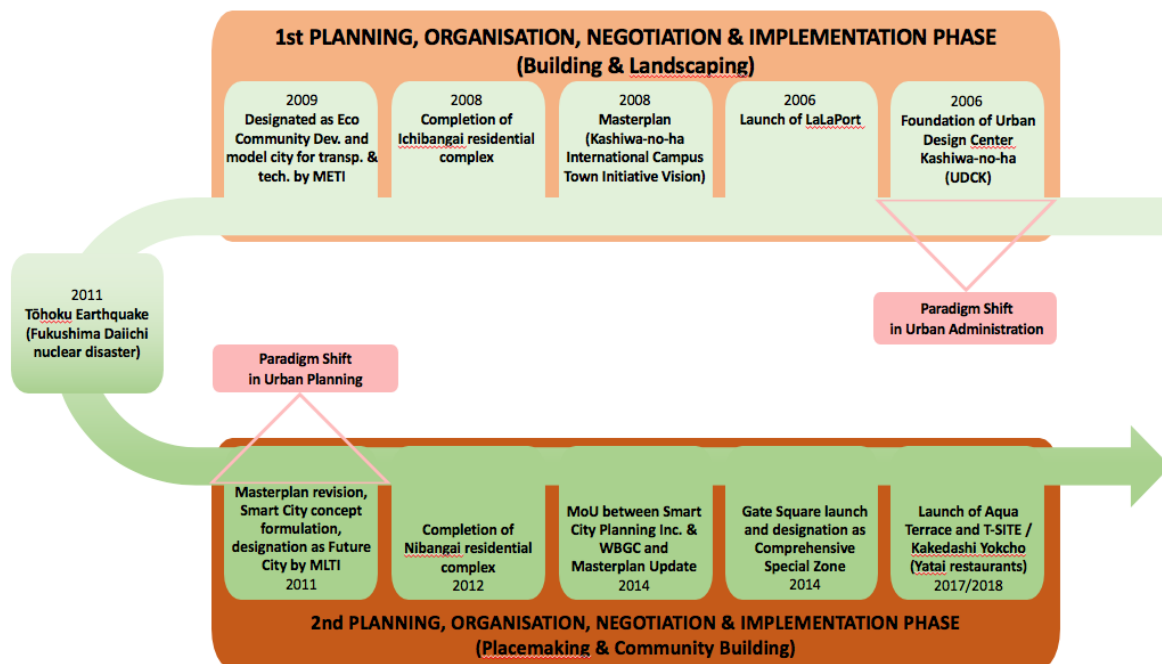 1st PLANNING, ORGANISATION, NEGOTIATION & IMPLEMENTATION PHASE
(Building & Landscaping)
2009
Designated as Eco
Community Dev. and
model city for transp. &
tech. by METI
2008
Completion of
Ichibangai residential
complex
2008
Masterplan
(Kashiwa-no-ha
International Campus
Town Initiative Vision)
2006
Launch of LaLaPort
2006
Foundation of Urban
Design Center
Kashiwa-no-ha
(UDCK)
2011
Tōhoku Earthquake
(Fukushima Daiichi
nuclear disaster)
Paradigm Shift
in Urban Administration
Paradigm Shift
in Urban Planning
Masterplan revision,
Smart City concept
formulation,
designation as Future
City by MLTI
2011
Completion of
Nibangai residential
complex
2012
MoU between Smart
City Planning Inc. &
WBGC and
Masterplan Update
2014
Gate Square launch
and designation as
Comprehensive
Special Zone
2014
Launch of Aqua
Terrace and T-SITE /
Kakedashi Yokcho
(Yatai restaurants)
2017/2018
2nd PLANNING, ORGANISATION, NEGOTIATION & IMPLEMENTATION PHASE
(Placemaking & Community Building)